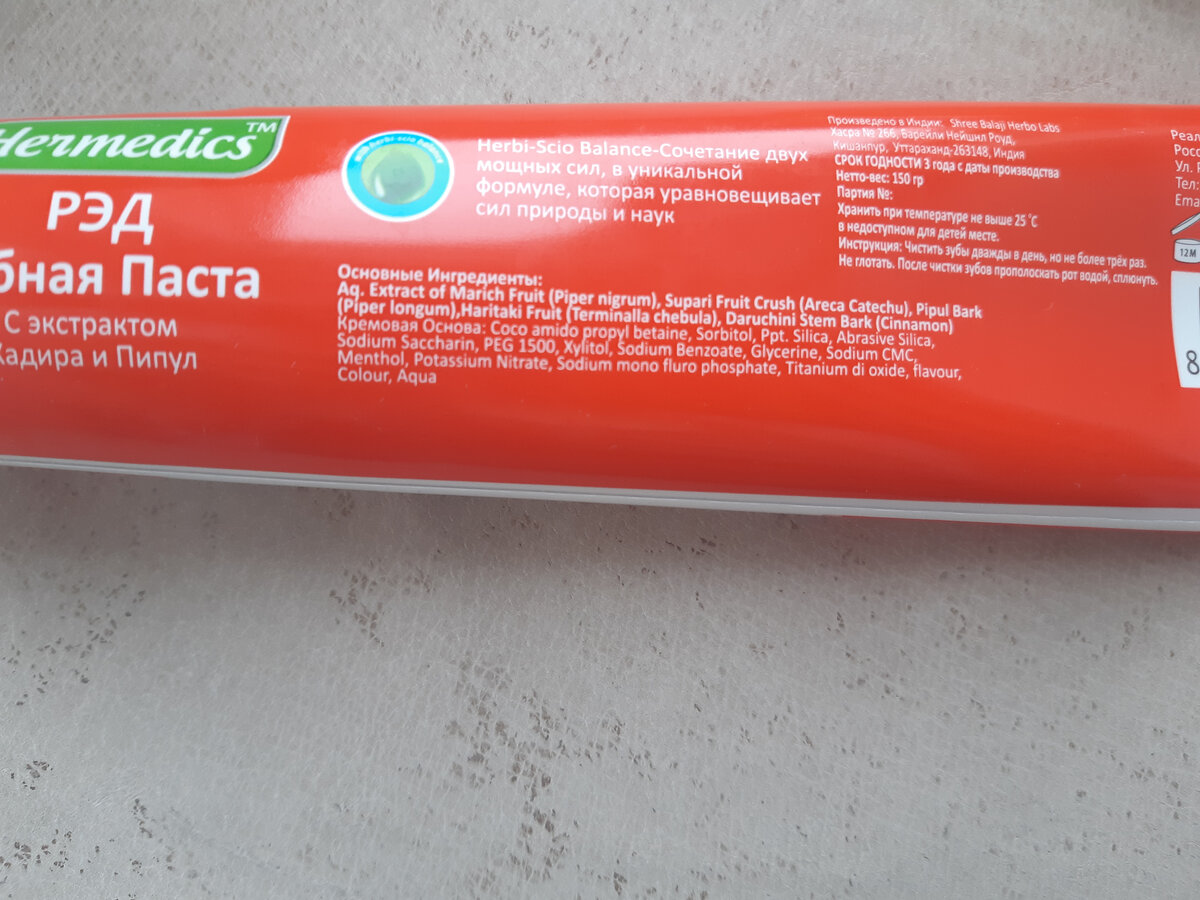 Hermedics™
РЭД
бная Паста
С экстрактом
Кадира и Пипул
herbi-scio balance
Herbi-Scio Balance-Сочетание двух
мощных сил, в уникальной
формуле, которая уравновещивает
сил природы и наук
Основные Ингредиенты:
Aq. Extract of Marich Fruit (Piper nigrum), Supari Fruit Crush (Areca Catechu), Pipul Bark
(Piper longum),Haritaki Fruit (Terminalla chebula), Daruchini Stem Bark (Cinnamon)
Кремовая Основа: Coco amido propyl betaine, Sorbitol, Ppt. Silica, Abrasive Silica,
Sodium Saccharin, PEG 1500, Xylitol, Sodium Benzoate, Glycerine, Sodium CMC,
Menthol, Potassium Nitrate, Sodium mono fluro phosphate, Titanium di oxide, flavour,
Colour, Aqua
Произведено в Индии: Shree Balaji Herbo Labs
Хасра № 266, Барейли Нейшнл Роуд,
Кишанпур, Уттараханд-263148, Индия
СРОК ГОДНОСТИ 3 года с даты производства
Нетто-вес: 150 гр
Партия №:
Хранить при температуре не выше 25 °C
в недоступном для детей месте.
Инструкция: Чистить зубы дважды в день, но не более трёх раз.
Не глотать. После чистки зубов прополоскать рот водой, сплюнуть.
Реал
Росс
Ул.
Тел:
Ema
12M
8